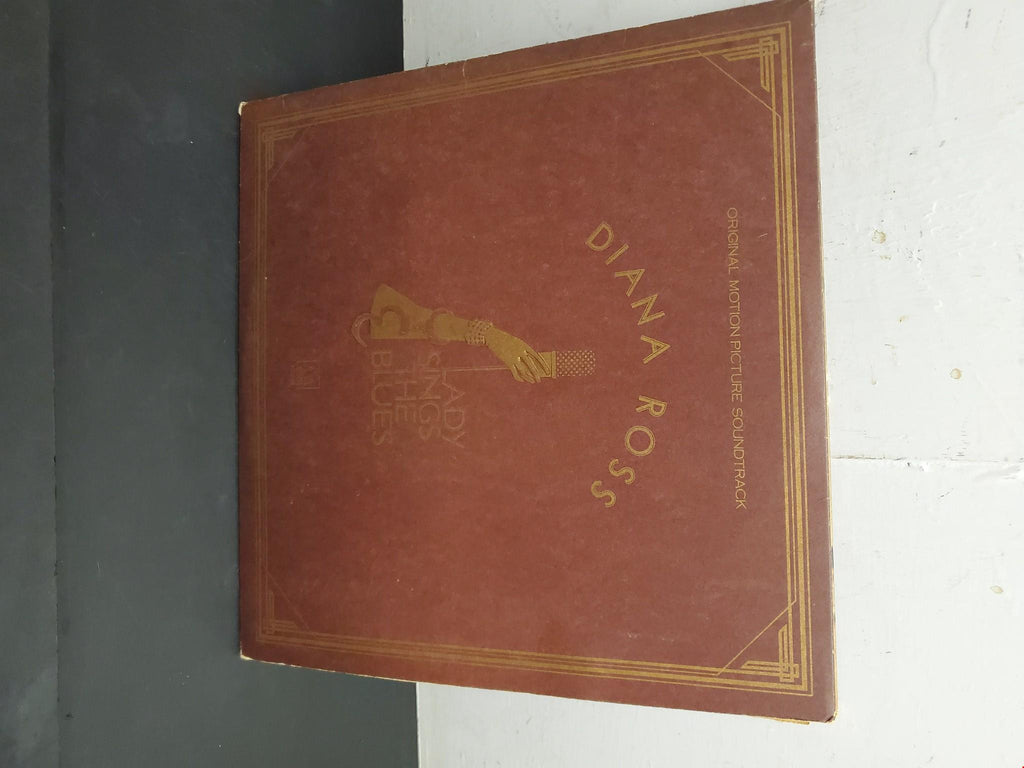 ORIGINAL MOTION PICTURE SOUNDTRACK
DIANA ROSS
LADY
SINGS
THE
BLUES